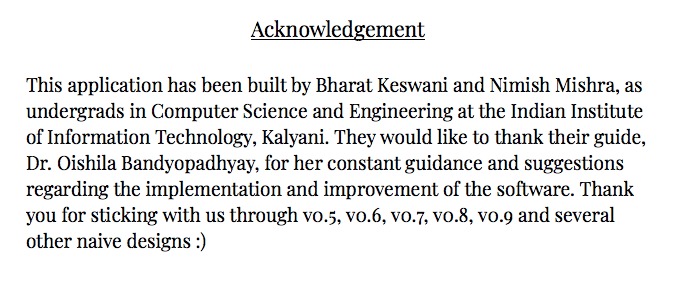 Acknowledgement
This application has been built by Bharat Keswani and Nimish Mishra, as
undergrads in Computer Science and Engineering at the Indian Institute
of Information Technology, Kalyani. They would like to thank their guide,
Dr. Oishila Bandyopadhyay, for her constant guidance and suggestions
regarding the implementation and improvement of the software. Thank
you for sticking with us through v0.5, v0.6, v0.7, v0.8, v0.9 and several
other naive designs :)